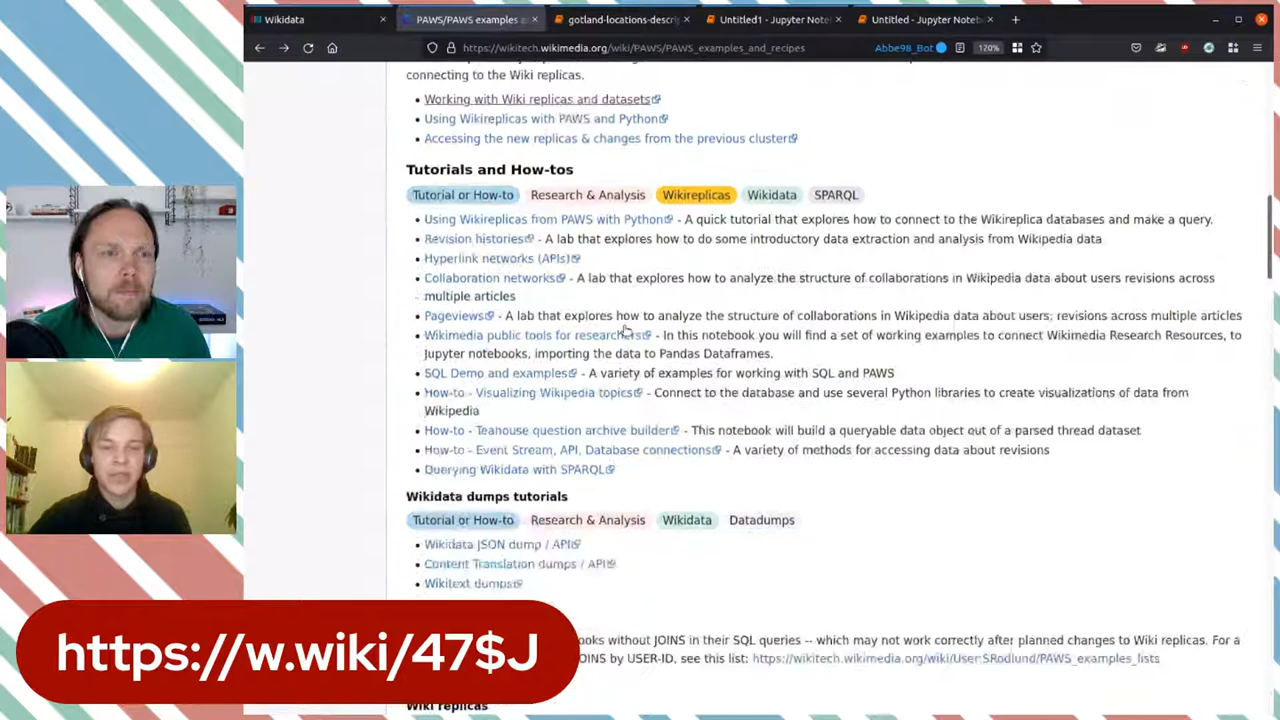 Wikidata
PAWS/PAWS examples a
gotland-locations-descrip
Untitled1 - Jupyter Note
Untitled - Jupyter Noteb
https://wikitech.wikimedia.org/wiki/PAWS/PAWS_examples_and_recipes
Abbe98_Bot
120%
connecting to the Wiki replicas.
• Working with Wiki replicas and datasets
• Using Wikireplicas with PAWS and Python
• Accessing the new replicas & changes from the previous cluster
Tutorials and How-tos
Tutorial or How-to Research & Analysis Wikireplicas Wikidata SPARQL
• Using Wikireplicas from PAWS with Python - A quick tutorial that explores how to connect to the Wikireplica databases and make a query.
• Revision histories - A lab that explores how to do some introductory data extraction and analysis from Wikipedia data
• Hyperlink networks (APIs)
• Collaboration networks - A lab that explores how to analyze the structure of collaborations in Wikipedia data about users revisions across
multiple articles
• Pageviews - A lab that explores how to analyze the structure of collaborations in Wikipedia data about users, revisions across multiple articles
• Wikimedia public tools for researchers - In this notebook you will find a set of working examples to connect Wikimedia Research Resources, to
Jupyter notebooks, importing the data to Pandas Dataframes.
• SQL Demo and examples - A variety of examples for working with SQL and PAWS
• How-to - Visualizing Wikipedia topics - Connect to the database and use several Python libraries to create visualizations of data from
Wikipedia
• How-to - Teahouse question archive builder - This notebook will build a queryable data object out of a parsed thread dataset
• How-to - Event Stream, API, Database connections - A variety of methods for accessing data about revisions
• Querying Wikidata with SPARQL
Wikidata dumps tutorials
Tutorial or How-to Research & Analysis Wikidata Datadumps
• Wikidata JSON dump / API
• Content Translation dumps / API
• Wikitext dumps
ooks without JOINS in their SQL queries -- which may not work correctly after planned changes to Wiki replicas. For a
OINS by USER-ID, see this list: https://wikitech.wikimedia.org/wiki/User:SRodlund/PAWS_examples_lists
https://w.wiki/47$J
Wiki replicas